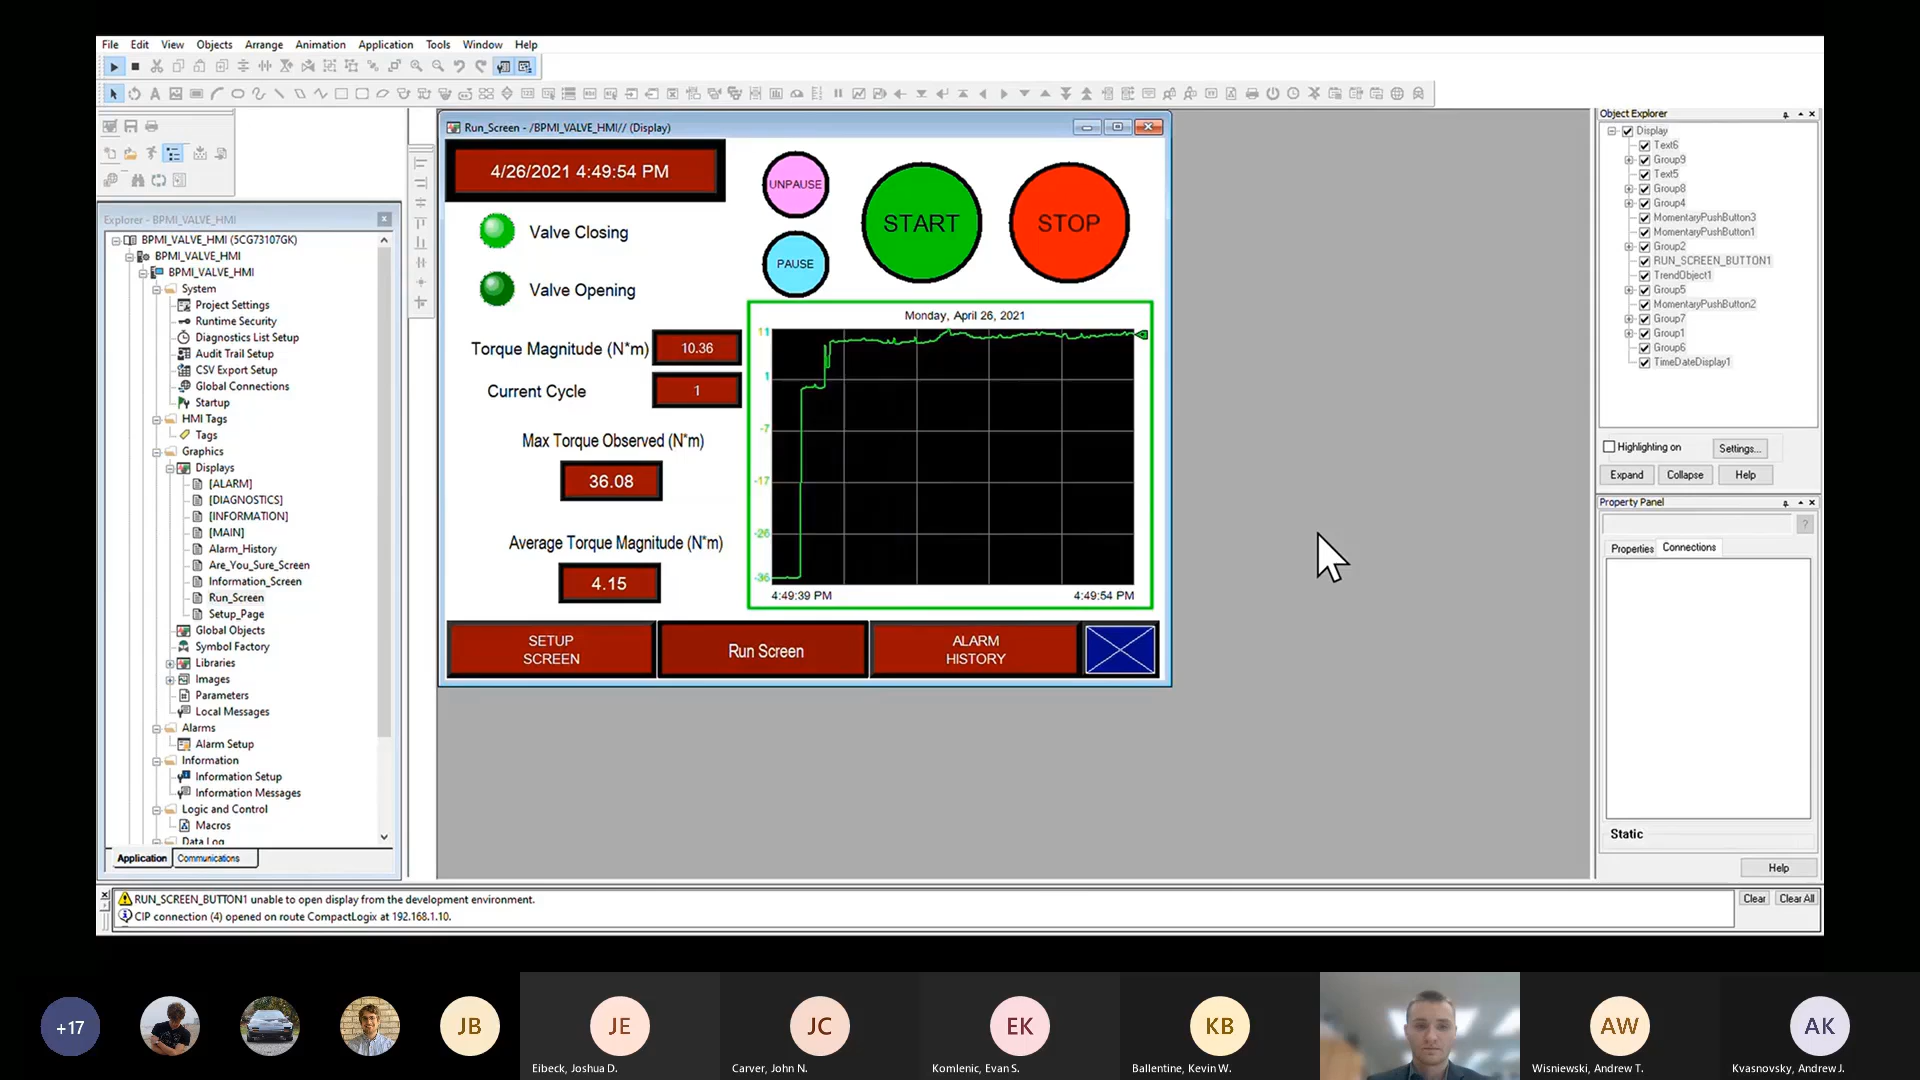 File Edit View Objects Arrange Animation Application Tools Window Help
Explorer - BPMI_VALVE_HMI
BPMI_VALVE_HMI (5CG73107GK)
BPMI_VALVE_HMI
BPMI_VALVE_HMI
System
Project Settings
Runtime Security
Diagnostics List Setup
Audit Trail Setup
CSV Export Setup
Global Connections
Startup
HMI Tags
Tags
Graphics
Displays
[ALARM]
[DIAGNOSTICS]
[INFORMATION]
[MAIN]
Alarm_History
Are_You_Sure_Screen
Information_Screen
Run_Screen
Setup_Page
Global Objects
Symbol Factory
Libraries
Images
Parameters
Local Messages
Alarms
Alarm Setup
Information
Information Setup
Information Messages
Logic and Control
Macros
Data Log
Application Communications
Run_Screen - /BPMI_VALVE_HMI// (Display)
4/26/2021 4:49:54 PM
UNPAUSE
PAUSE
START
STOP
Valve Closing
Valve Opening
Torque Magnitude (N*m) 10.36
Current Cycle 1
Max Torque Observed (N*m)
36.08
Average Torque Magnitude (N*m)
4.15
Monday, April 26, 2021
11
1
-7
-17
-26
-36
4:49:39 PM 4:49:54 PM
SETUP
SCREEN
Run Screen
ALARM
HISTORY
Object Explorer
Display
Text6
Group9
Text5
Group8
Group4
MomentaryPushButton3
MomentaryPushButton1
Group2
RUN_SCREEN_BUTTON1
TrendObject1
Group5
MomentaryPushButton2
Group7
Group1
Group6
TimeDateDisplay1
Highlighting on Settings...
Expand Collapse Help
Property Panel
?
Properties Connections
Static
Help
RUN_SCREEN_BUTTON1 unable to open display from the development environment.
CIP connection (4) opened on route CompactLogix at 192.168.1.10.
Clear Clear All
+17
JB
JE
Eibeck, Joshua D.
JC
Carver, John N.
EK
Komlenic, Evan S.
KB
Ballentine, Kevin W.
AW
Wisniewski, Andrew T.
AK
Kvasnovsky, Andrew J.